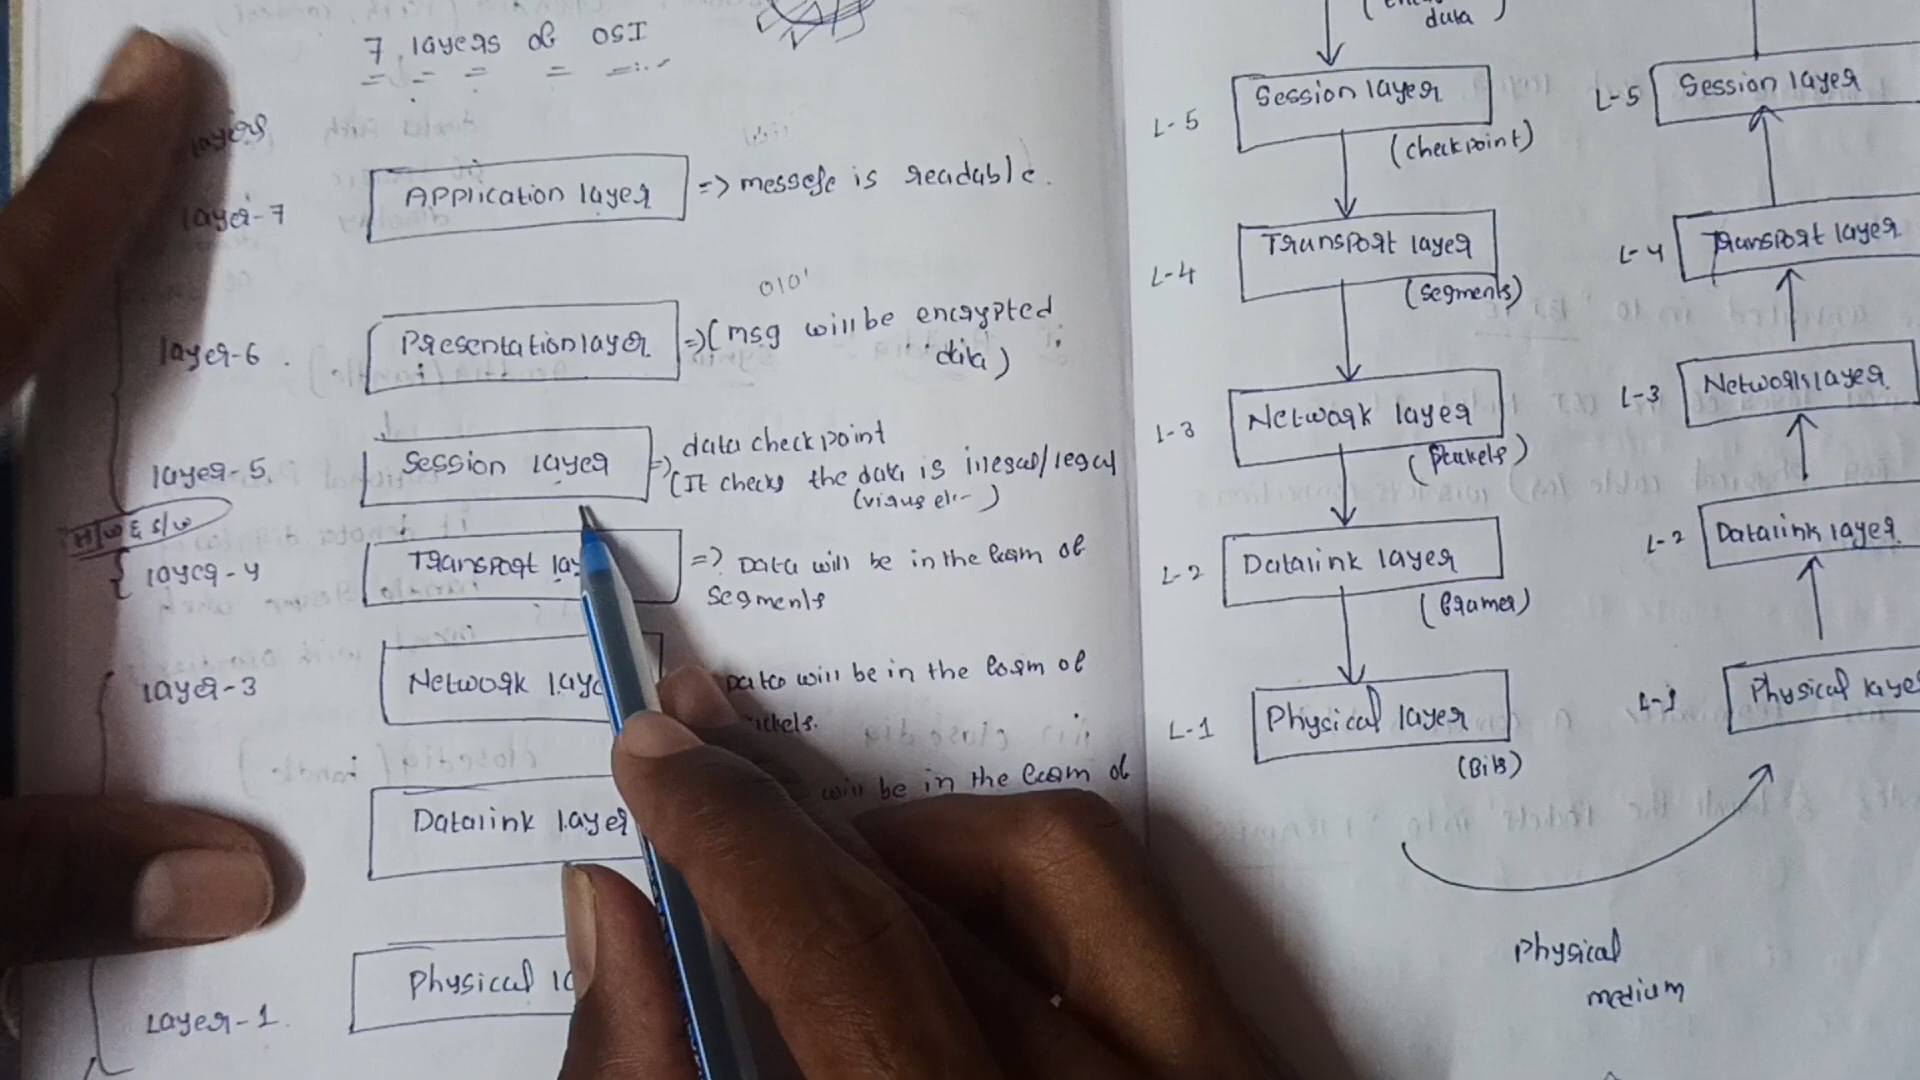 7 layers of OSI
layers
layer-7
Application layer
=> messefe is readable.
010'
layer-6.
Presentationlayer
=> (msg will be encrypted
data)
layer-5.
Session layer
=> data checkpoint
(It checks the data is illegal/legal
(virus
H/w & s/w
layer-4
Transport lay
=> Data will be in the form of
segments
layer-3
Network laye
will be in the form of
Datalink layer
will be in the form of
Layer-1.
Physical la
data)
L-5
Session layer
(checkpoint)
L-4
Transport layer
(segments)
L-3
Network layer
(packets)
L-2
Datalink layer
(frames)
L-1
Physical layer
(Bits)
L-5
Session layer
L-4
Transport layer
L-3
Network layer
L-2
Datalink layer
L-1
Physical laye
Physical
medium